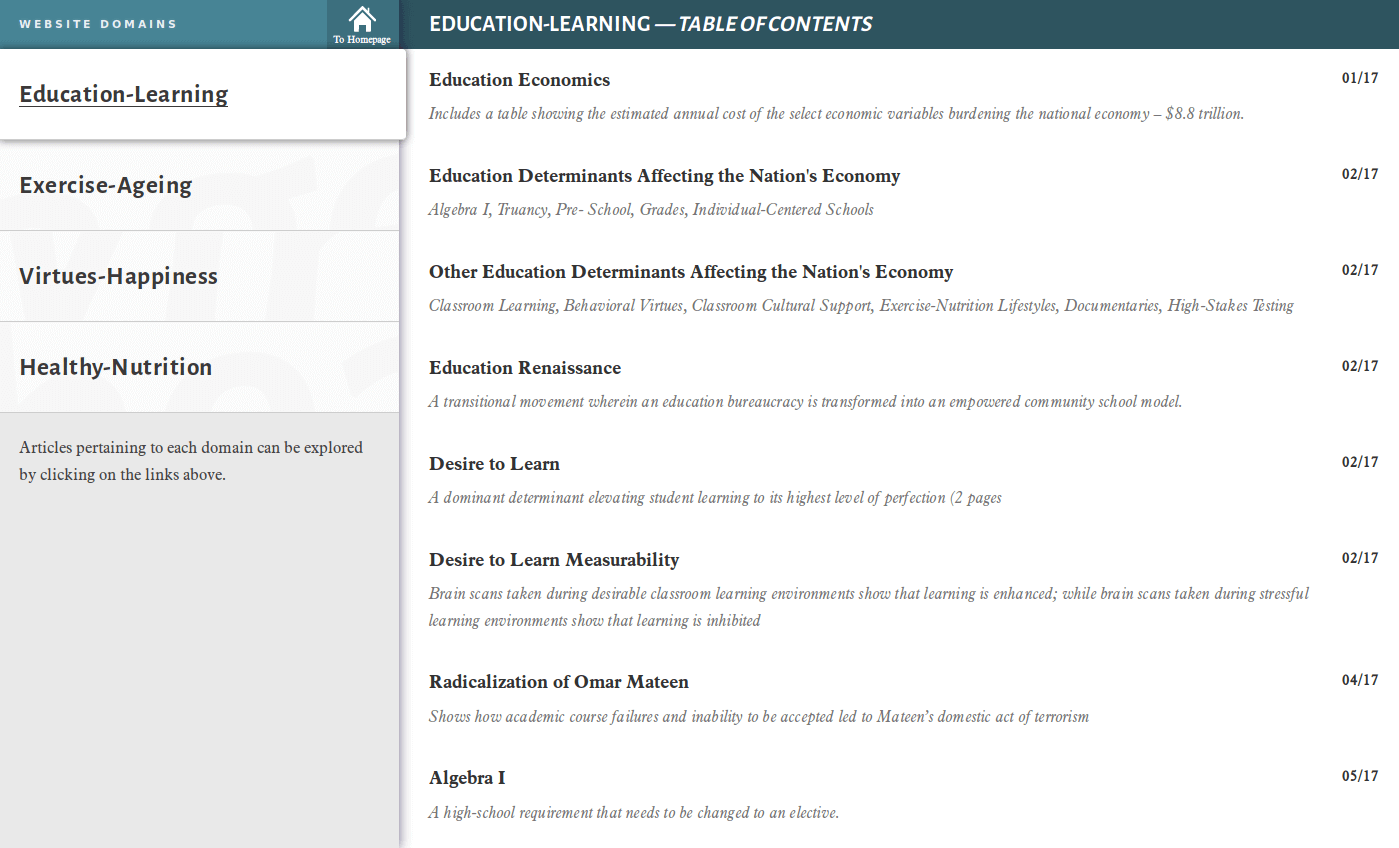 WEBSITE DOMAINS
To Homepage
Education-Learning
Exercise-Ageing
Virtues-Happiness
Healthy-Nutrition
Articles pertaining to each domain can be explored
by clicking on the links above.
EDUCATION-LEARNING — TABLE OF CONTENTS
Education Economics 01/17
Includes a table showing the estimated annual cost of the select economic variables burdening the national economy – $8.8 trillion.
Education Determinants Affecting the Nation's Economy 02/17
Algebra I, Truancy, Pre- School, Grades, Individual-Centered Schools
Other Education Determinants Affecting the Nation's Economy 02/17
Classroom Learning, Behavioral Virtues, Classroom Cultural Support, Exercise-Nutrition Lifestyles, Documentaries, High-Stakes Testing
Education Renaissance 02/17
A transitional movement wherein an education bureaucracy is transformed into an empowered community school model.
Desire to Learn 02/17
A dominant determinant elevating student learning to its highest level of perfection (2 pages
Desire to Learn Measurability 02/17
Brain scans taken during desirable classroom learning environments show that learning is enhanced; while brain scans taken during stressful
learning environments show that learning is inhibited
Radicalization of Omar Mateen 04/17
Shows how academic course failures and inability to be accepted led to Mateen’s domestic act of terrorism
Algebra I 05/17
A high-school requirement that needs to be changed to an elective.